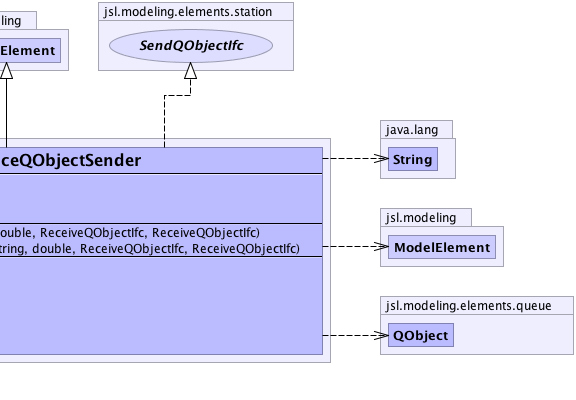 ling
jsl.modeling.elements.station
Element
SendQObjectIfc
java.lang
ceQObjectSender
String
jsl.modeling
ouble, ReceiveQObjectIfc, ReceiveQObjectIfc)
tring, double, ReceiveQObjectIfc, ReceiveQObjectIfc)
ModelElement
jsl.modeling.elements.queue
QObject